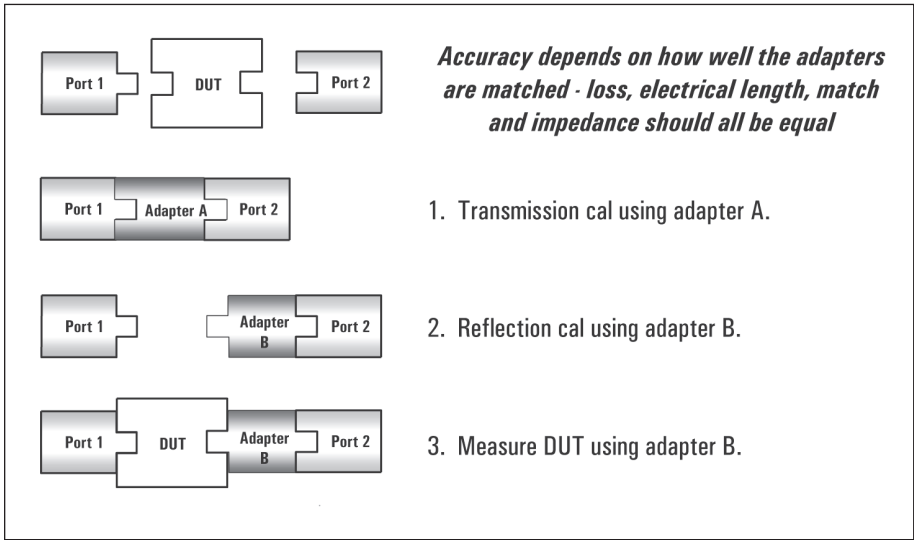 Port 1
DUT
Port 2
Accuracy depends on how well the adapters
are matched - loss, electrical length, match
and impedance should all be equal
Port 1
Adapter A
Port 2
1. Transmission cal using adapter A.
Port 1
Adapter
B
Port 2
2. Reflection cal using adapter B.
Port 1
DUT
Adapter
B
Port 2
3. Measure DUT using adapter B.